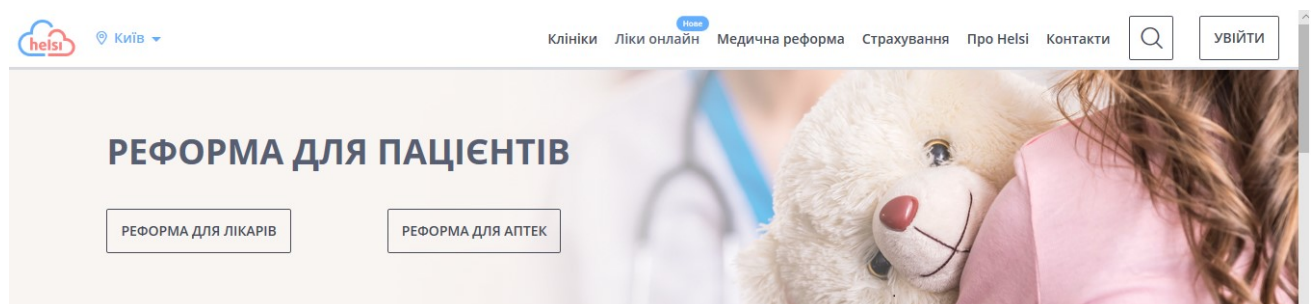 helsi
Київ
Нове
Клініки Ліки онлайн Медична реформа Страхування Про Helsi Контакти УВІЙТИ
РЕФОРМА ДЛЯ ПАЦІЄНТІВ
РЕФОРМА ДЛЯ ЛІКАРІВ РЕФОРМА ДЛЯ АПТЕК